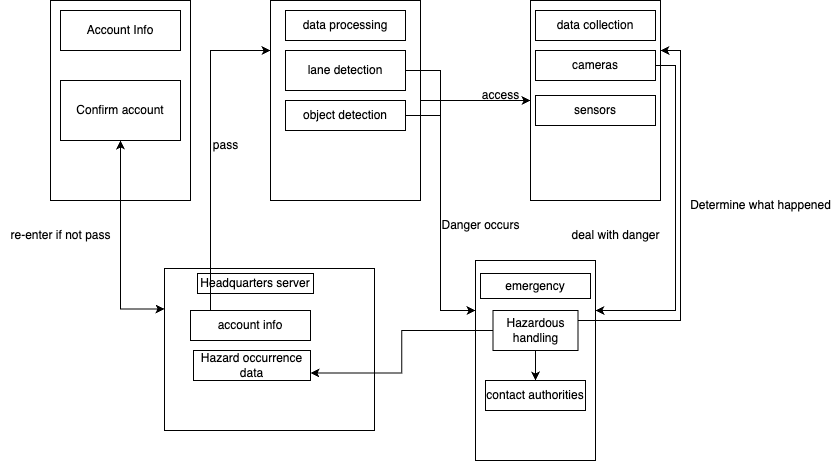 Account Info
Confirm account
data processing
lane detection
object detection
data collection
cameras
sensors
access
pass
re-enter if not pass
Danger occurs
deal with danger
Determine what happened
Headquarters server
account info
Hazard occurrence
data
emergency
Hazardous
handling
contact authorities